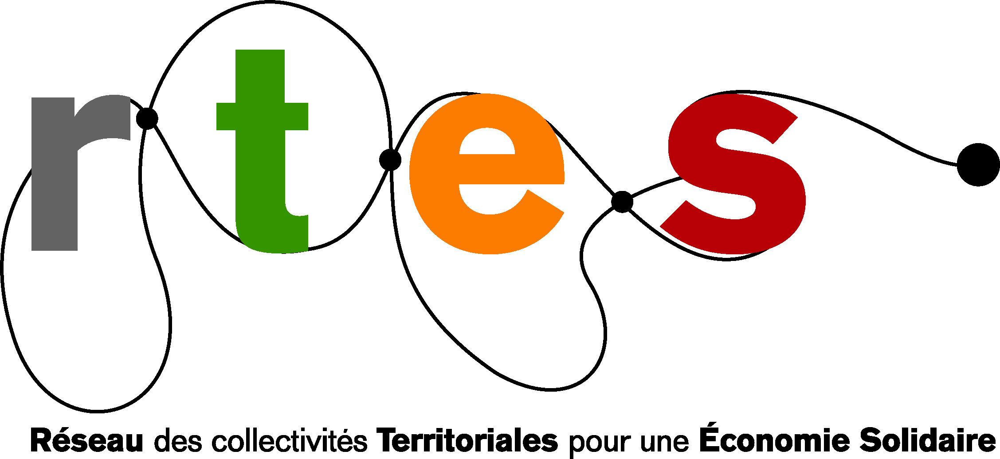 rtes
Réseau des collectivités Territoriales pour une Économie Solidaire